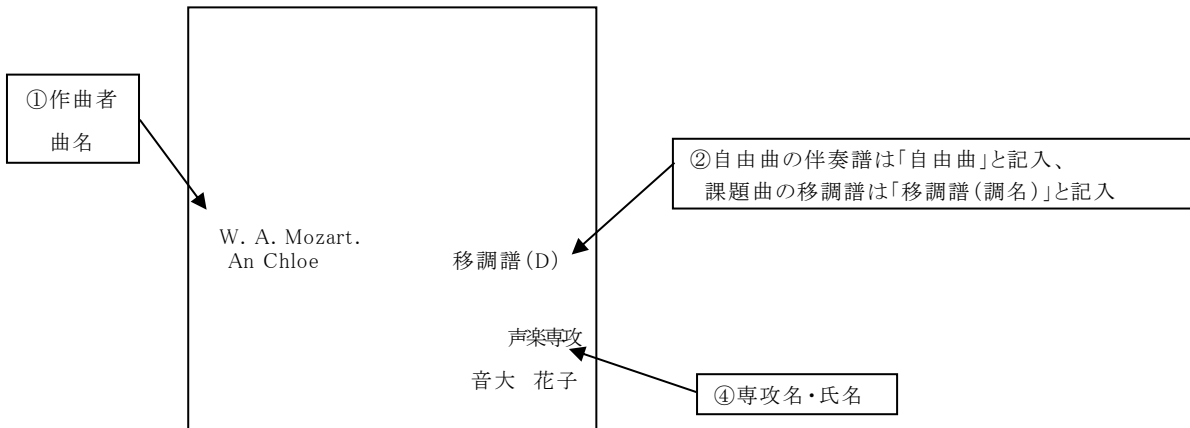 ①作曲者
曲名
②自由曲の伴奏譜は「自由曲」と記入、
課題曲の移調譜は「移調譜(調名)」と記入
W. A. Mozart.
An Chloe
移調譜(D)
声楽専攻
音大 花子
④専攻名・氏名